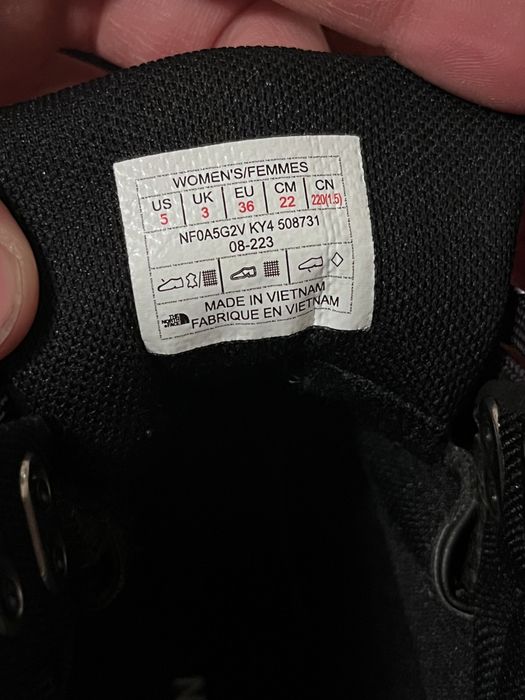 WOMEN'S/FEMMES
US UK EU CM CN
5 3 36 22 220(1.5)
NF0A5G2V KY4 508731
08-223
THE NORTH FACE
MADE IN VIETNAM
FABRIQUE EN VIETNAM